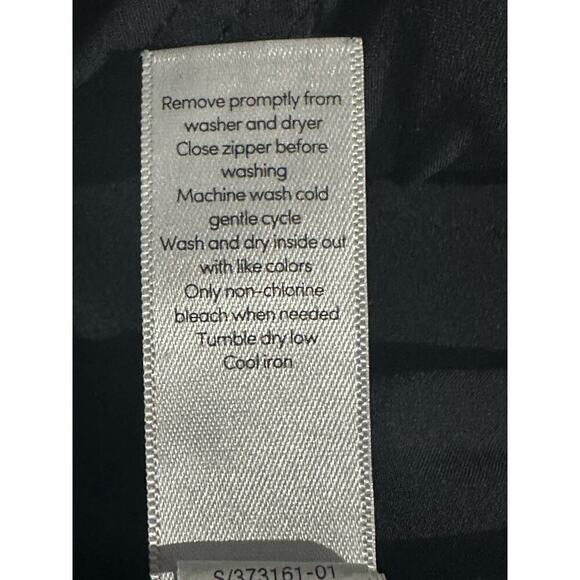 Remove promptly from
washer and dryer
Close zipper before
washing
Machine wash cold
gentle cycle
Wash and dry inside out
with like colors
Only non-chlorine
bleach when needed
Tumble dry low
Cool iron
S/373161-01